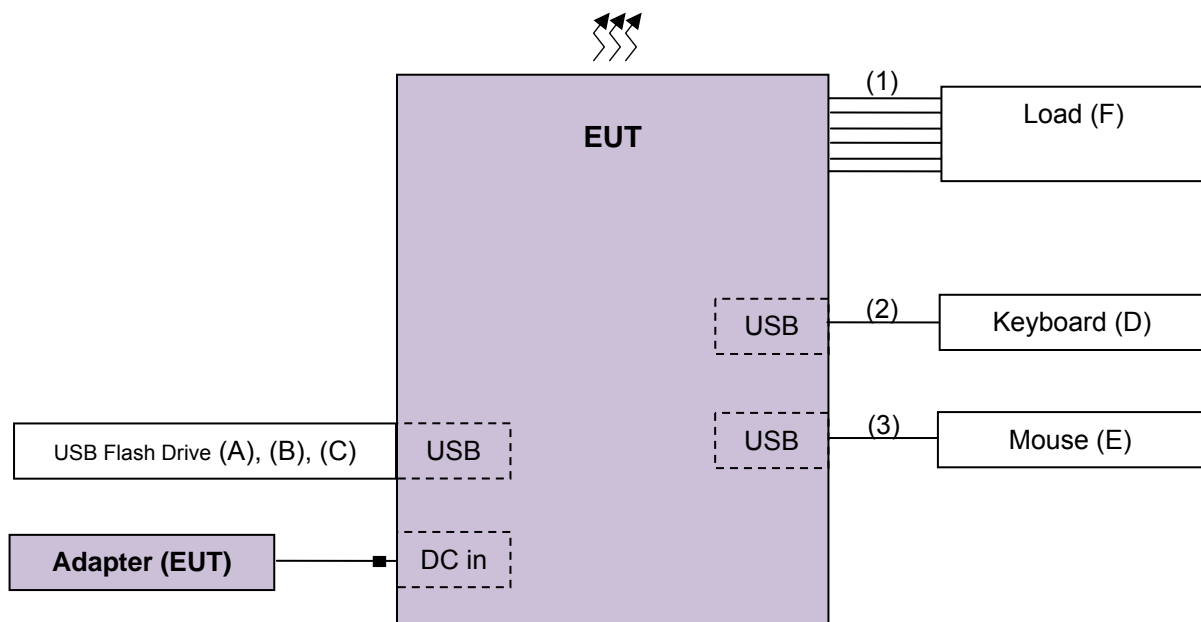 (1)
Load (F)
EUT
USB
(2)
Keyboard (D)
USB Flash Drive (A), (B), (C)
USB
USB
(3)
Mouse (E)
Adapter (EUT)
DC in